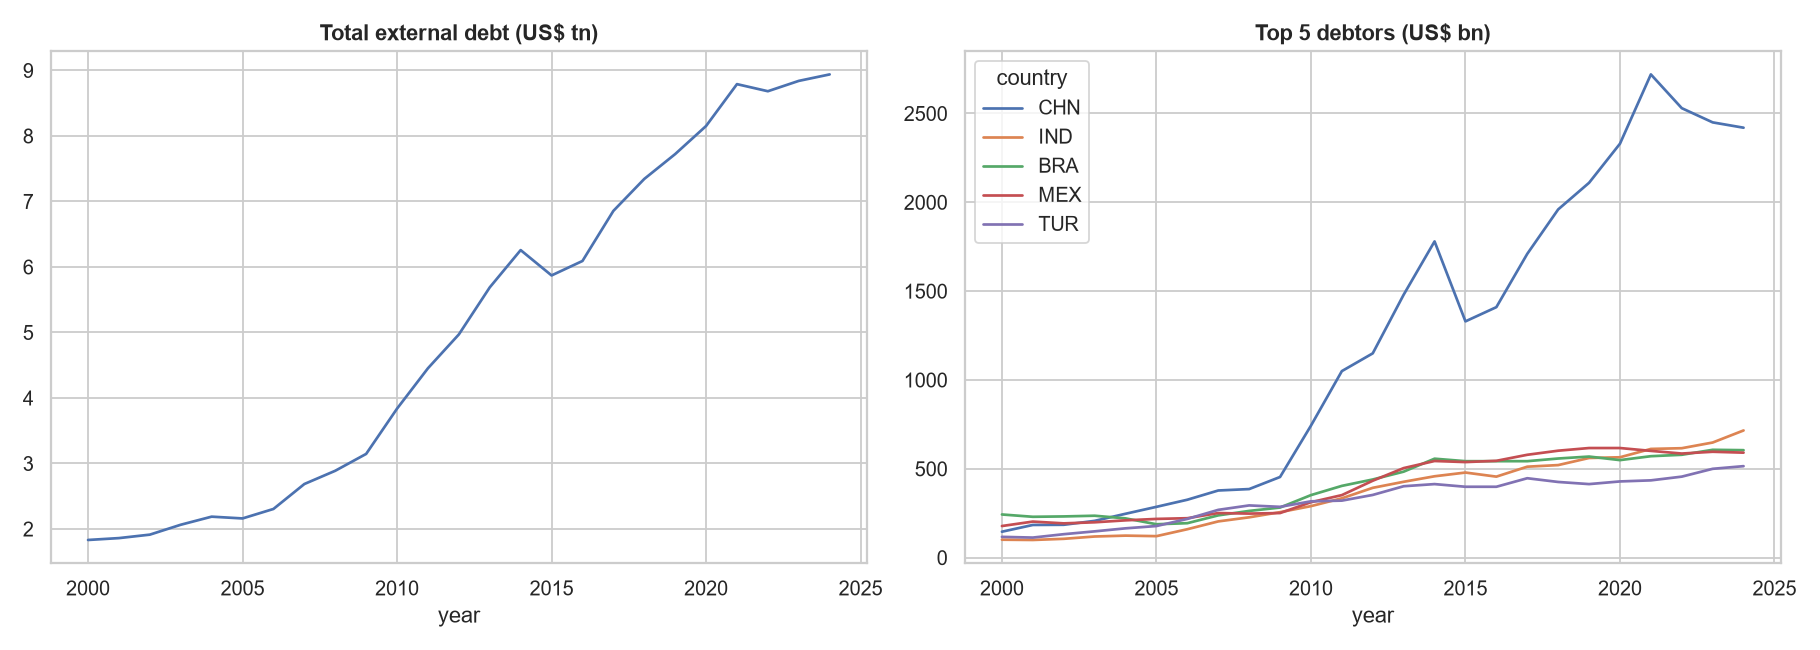 Total external debt (US$ tn)
9
8
7
6
5
4
3
2
2000 2005 2010 2015 2020 2025
year
Top 5 debtors (US$ bn)
country
CHN
IND
BRA
MEX
TUR
2500
2000
1500
1000
500
0
2000 2005 2010 2015 2020 2025
year